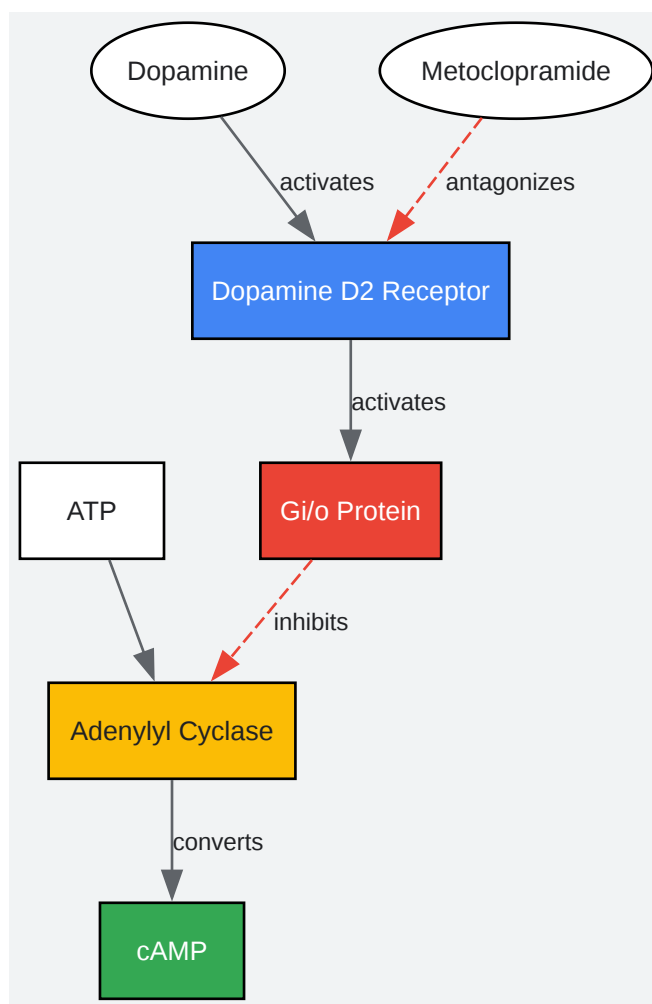 Dopamine
Metoclopramide
activates
antagonizes
Dopamine D2 Receptor
activates
ATP
Gi/o Protein
inhibits
Adenylyl Cyclase
converts
cAMP